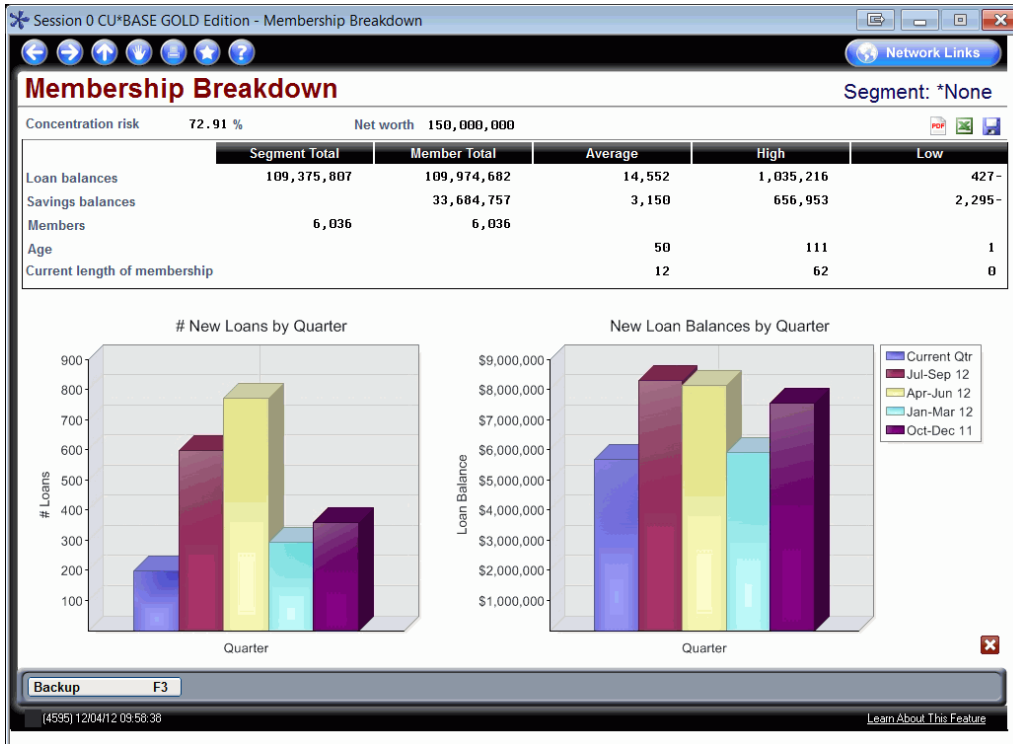 Session 0 CU*BASE GOLD Edition - Membership Breakdown
Network Links
Membership Breakdown Segment: *None
Concentration risk 72.91 % Net worth 150,000,000
PDF
Segment Total Member Total Average High Low
Loan balances 109,375,807 109,974,682 14,552 1,035,216 427-
Savings balances 33,684,757 3,150 656,953 2,295-
Members 6,036 6,036
Age 50 111 1
Current length of membership 12 62 0
# New Loans by Quarter
900
800
700
600
500
400
300
200
100
# Loans
Quarter
New Loan Balances by Quarter
$9,000,000
$8,000,000
$7,000,000
$6,000,000
$5,000,000
$4,000,000
$3,000,000
$2,000,000
$1,000,000
Loan Balance
Quarter
Current Qtr
Jul-Sep 12
Apr-Jun 12
Jan-Mar 12
Oct-Dec 11
Backup F3
(4595) 12/04/12 09:58:38 Learn About This Feature